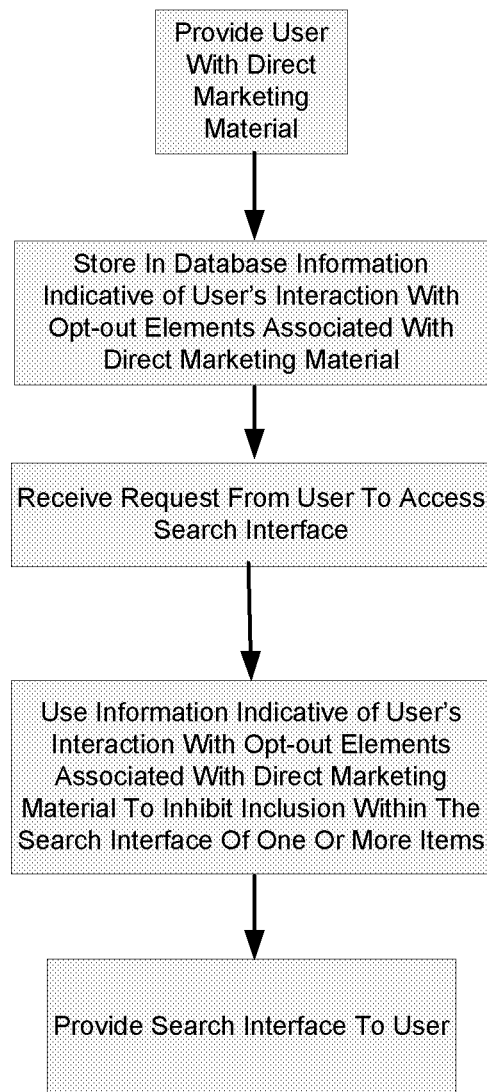 Provide User
With Direct
Marketing
Material
Store In Database Information
Indicative of User's Interaction With
Opt-out Elements Associated With
Direct Marketing Material
Receive Request From User To Access
Search Interface
Use Information Indicative of User's
Interaction With Opt-out Elements
Associated With Direct Marketing
Material To Inhibit Inclusion Within The
Search Interface Of One Or More Items
Provide Search Interface To User